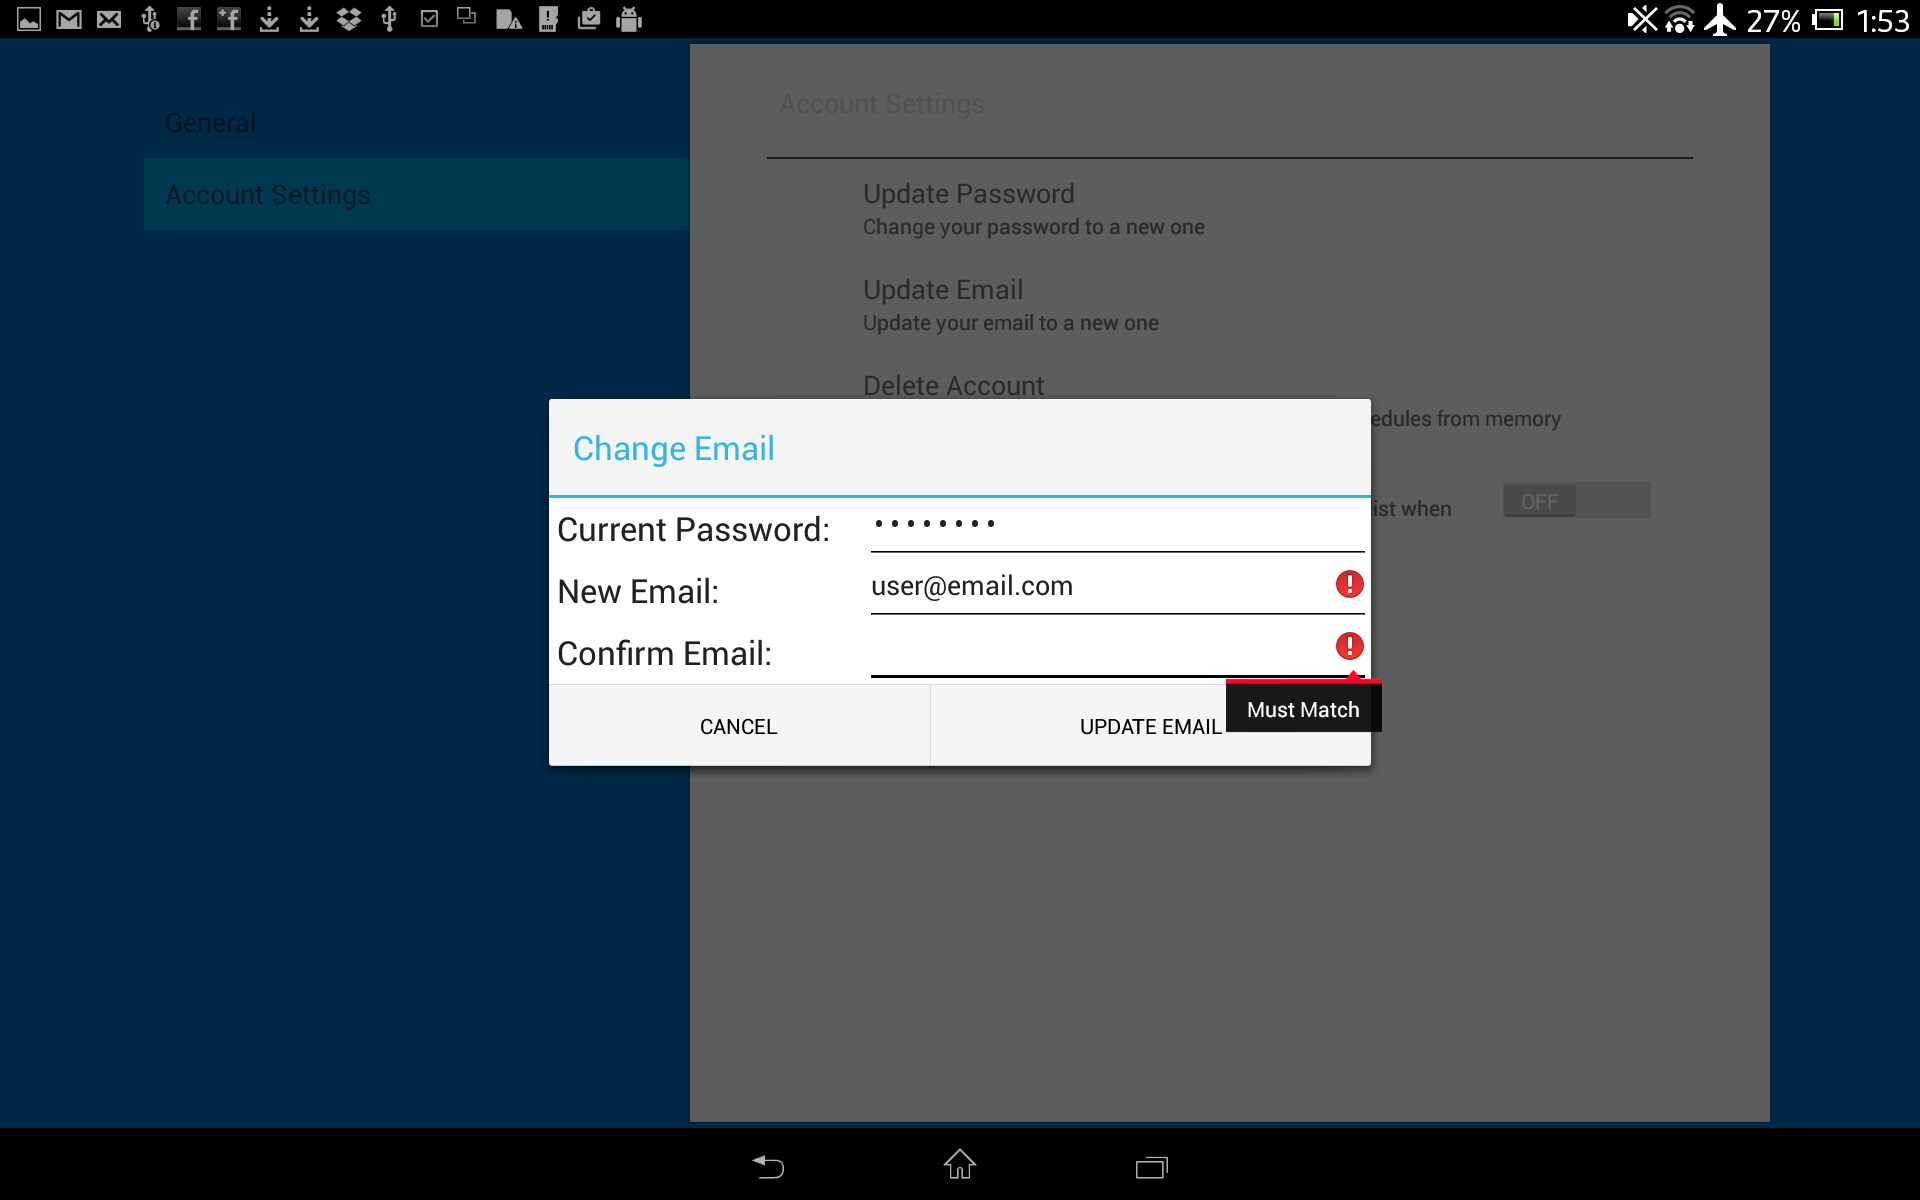 27% 1:53
General
Account Settings
Account Settings
Update Password
Change your password to a new one
Update Email
Update your email to a new one
Delete Account
edules from memory
ist when
OFF
Change Email
Current Password: ••••••••
New Email: user@email.com
Confirm Email:
Must Match
CANCEL
UPDATE EMAIL